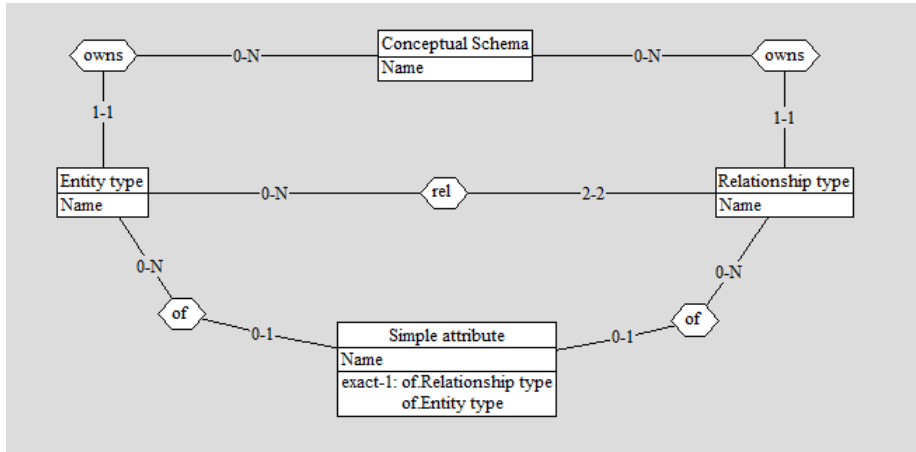 Conceptual Schema
Name
owns
0-N
0-N
owns
1-1
1-1
Entity type
Name
0-N
rel
2-2
Relationship type
Name
0-N
0-N
of
of
0-1
0-1
Simple attribute
Name
exact-1: of.Relationship type
of.Entity type